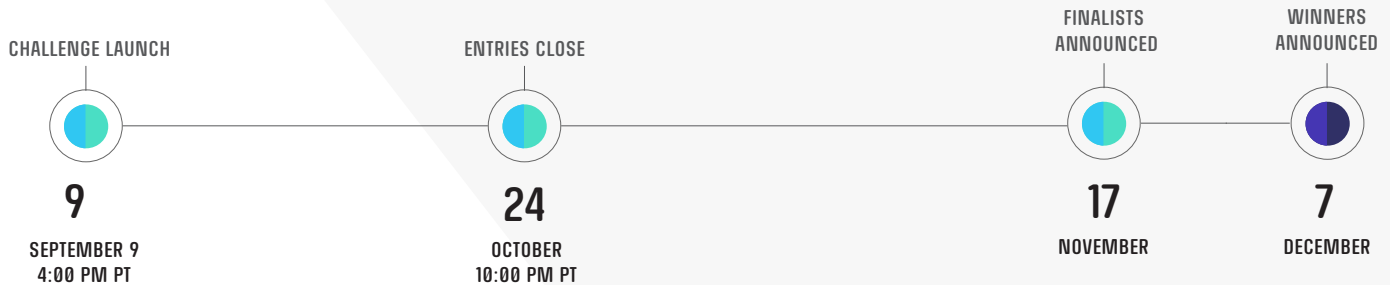 CHALLENGE LAUNCH
9
SEPTEMBER 9
4:00 PM PT
ENTRIES CLOSE
24
OCTOBER
10:00 PM PT
FINALISTS
ANNOUNCED
17
NOVEMBER
WINNERS
ANNOUNCED
7
DECEMBER